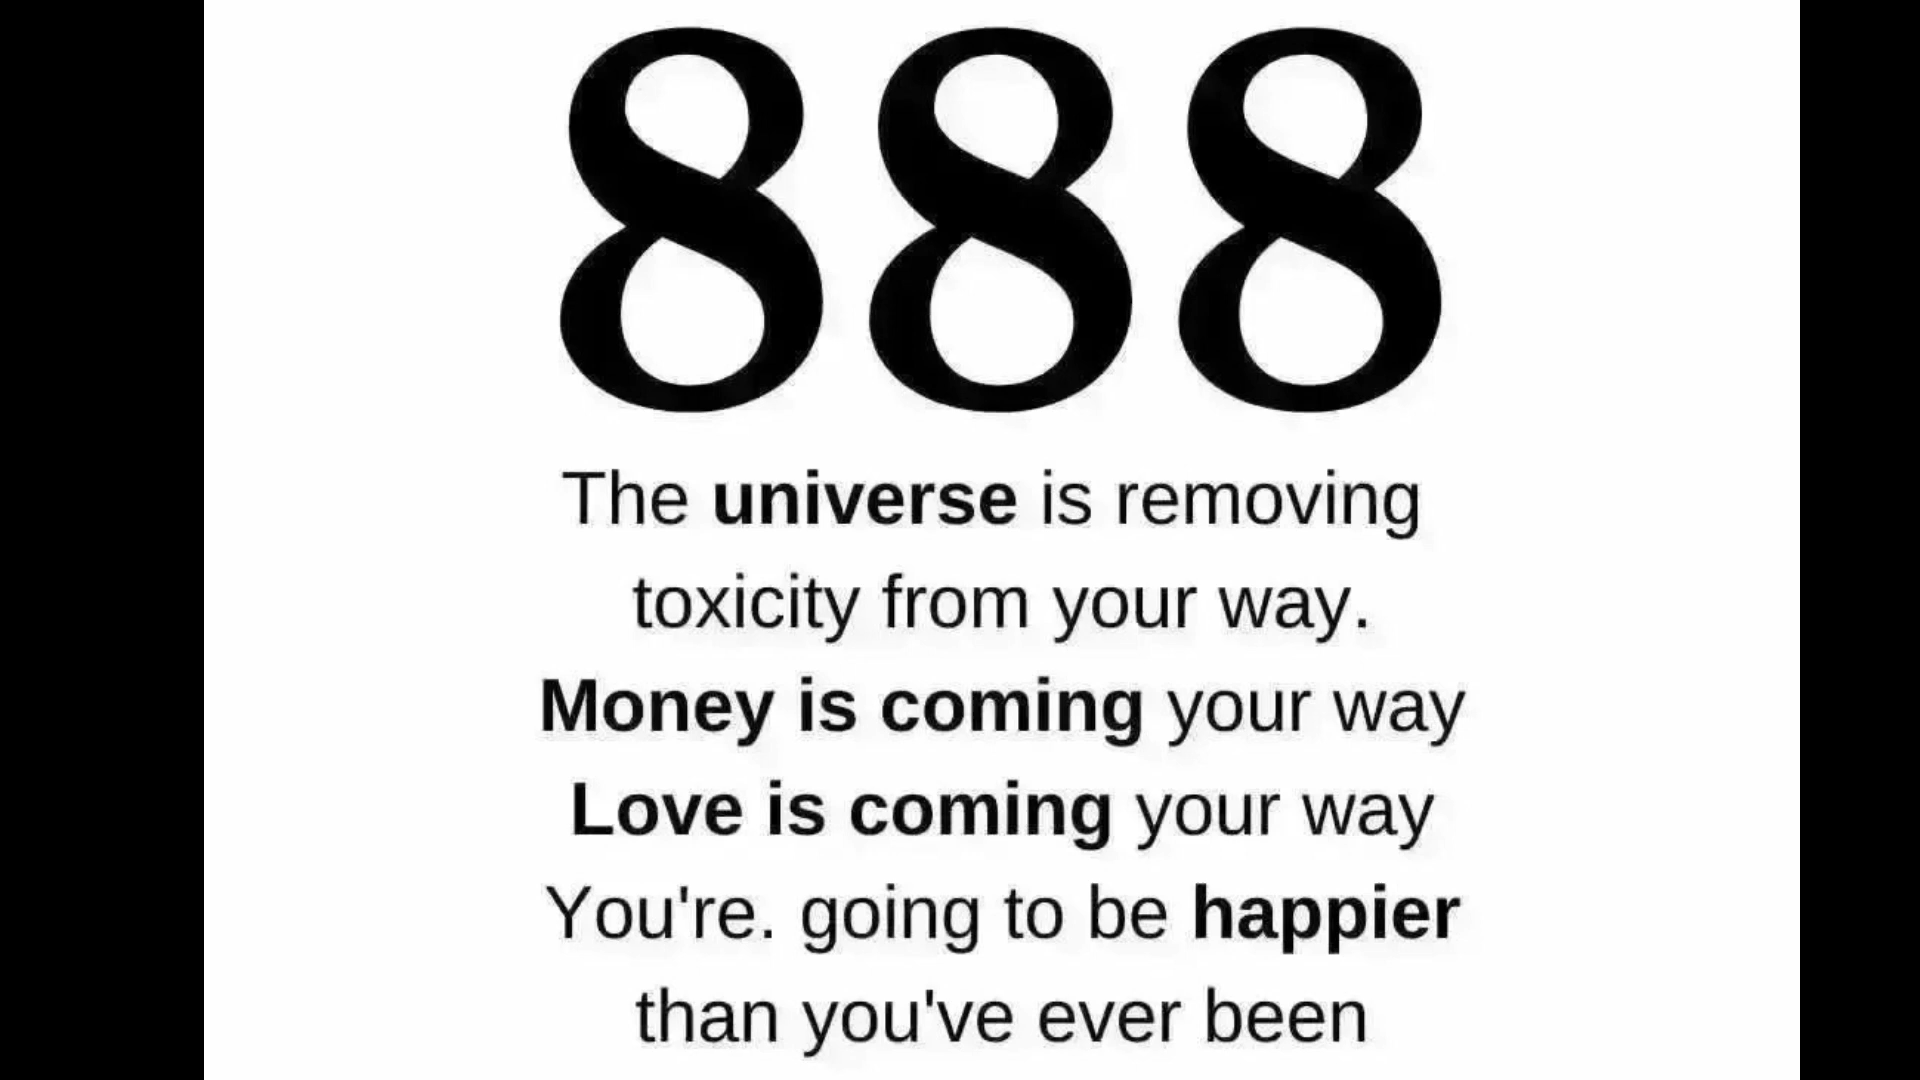 888
The universe is removing
toxicity from your way.
Money is coming your way
Love is coming your way
You're. going to be happier
than you've ever been